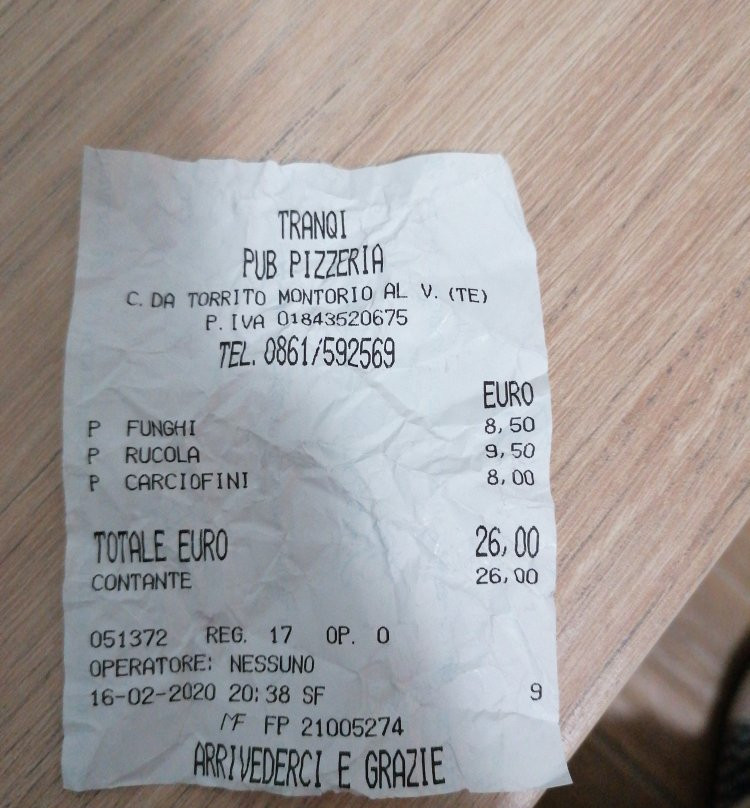 TRANQI
PUB PIZZERIA
C. DA TORRITO MONTORIO AL V. (TE)
P. IVA 01843520675
TEL. 0861/592569
EURO
P FUNGHI 8,50
P RUCOLA 9,50
P CARCIOFINI 8,00
TOTALE EURO 26,00
CONTANTE 26,00
051372 REG. 17 OP. 0
OPERATORE: NESSUNO
16-02-2020 20:38 SF 9
MF FP 21005274
ARRIVEDERCI E GRAZIE